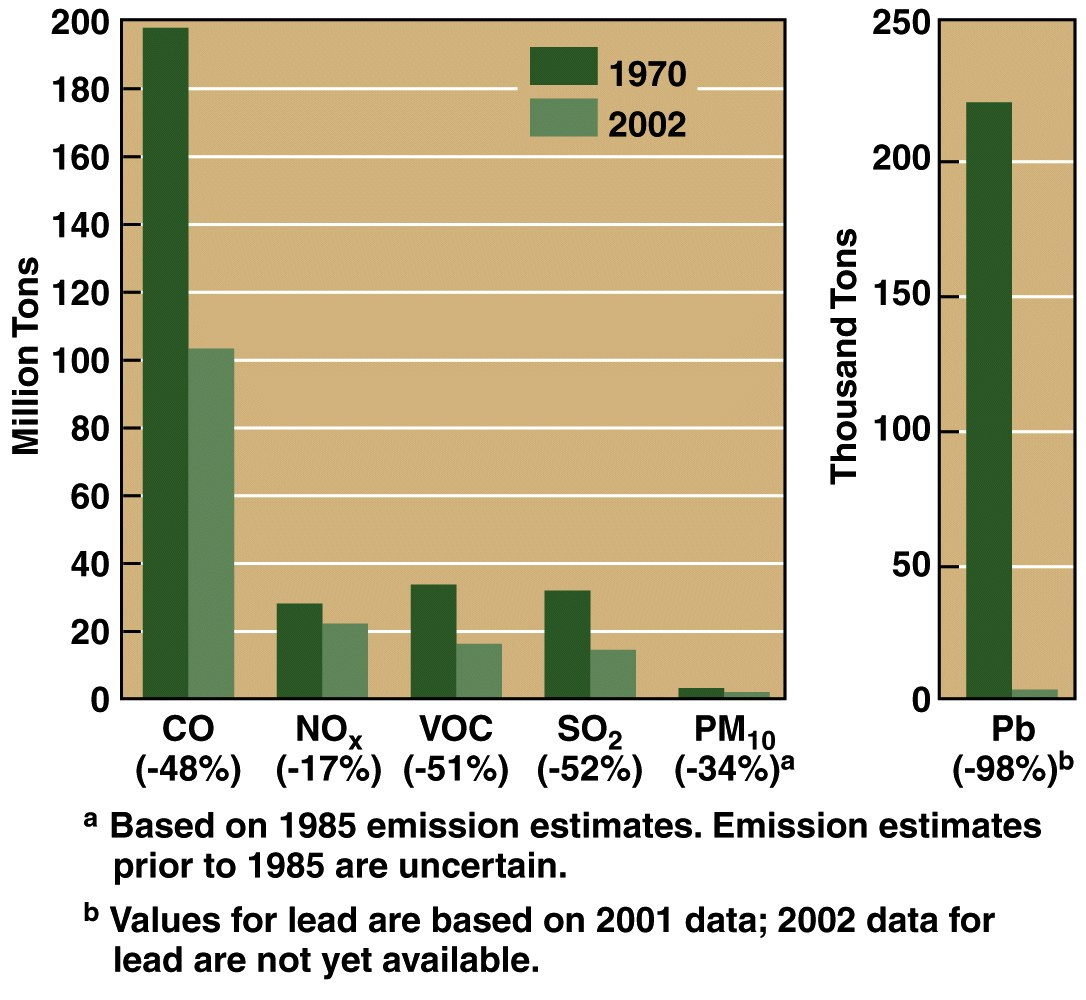 200
180
160
140
120
100
80
60
40
20
0
Million Tons
1970
2002
CO
(-48%)
NOₓ
(-17%)
VOC
(-51%)
SO₂
(-52%)
PM₁₀
(-34%)ᵃ
250
200
150
100
50
0
Thousand Tons
Pb
(-98%)ᵇ
ᵃ Based on 1985 emission estimates. Emission estimates
prior to 1985 are uncertain.
ᵇ Values for lead are based on 2001 data; 2002 data for
lead are not yet available.